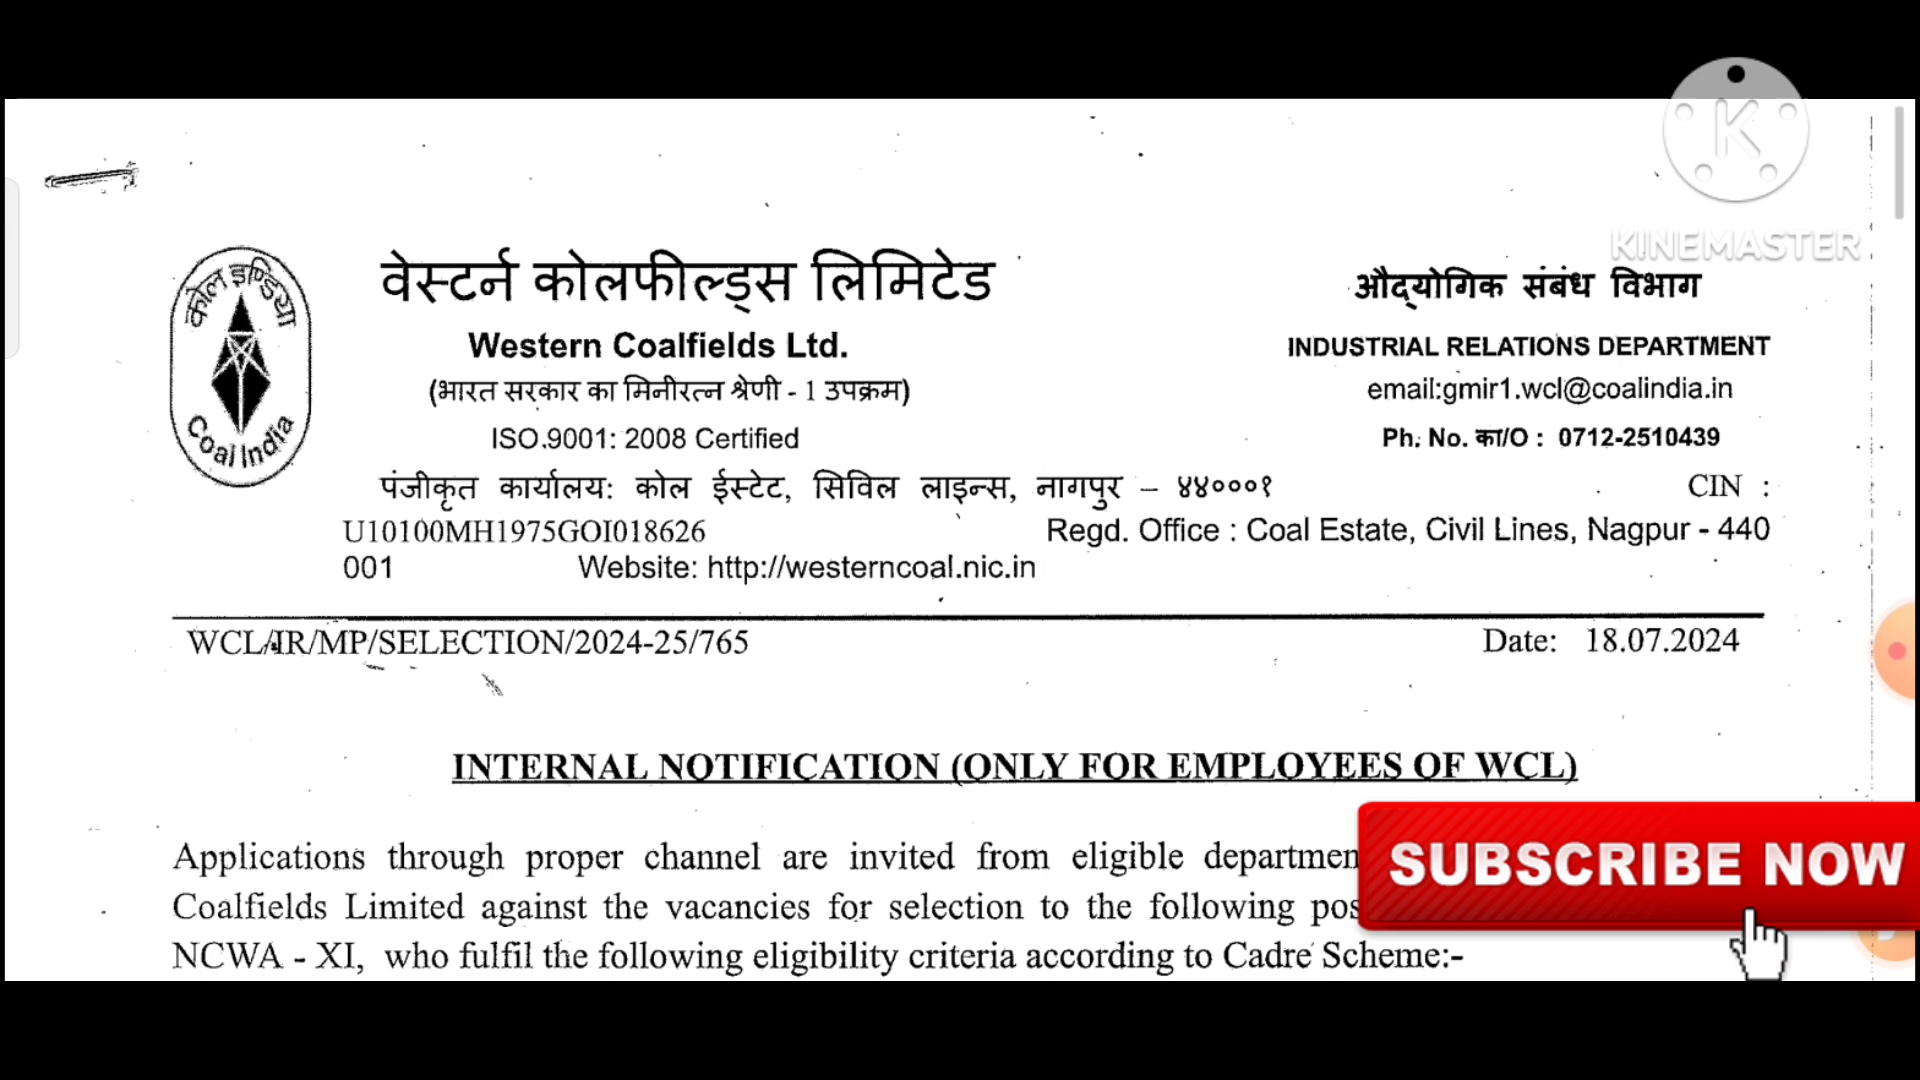 KINEMASTER
कोल इण्डिया
Coal India
वेस्टर्न कोलफील्ड्स लिमिटेड
औद्योगिक संबंध विभाग
Western Coalfields Ltd.
INDUSTRIAL RELATIONS DEPARTMENT
(भारत सरकार का मिनीरत्न श्रेणी - 1 उपक्रम)
email:gmir1.wcl@coalindia.in
ISO.9001: 2008 Certified
Ph. No. का/O : 0712-2510439
पंजीकृत कार्यालय: कोल ईस्टेट, सिविल लाइन्स, नागपुर – ४४०००१ CIN :
U10100MH1975GOI018626 Regd. Office : Coal Estate, Civil Lines, Nagpur - 440
001 Website: http://westerncoal.nic.in
WCL/IR/MP/SELECTION/2024-25/765 Date: 18.07.2024
INTERNAL NOTIFICATION (ONLY FOR EMPLOYEES OF WCL)
Applications through proper channel are invited from eligible departmen
Coalfields Limited against the vacancies for selection to the following pos
NCWA - XI, who fulfil the following eligibility criteria according to Cadre Scheme:-
SUBSCRIBE NOW